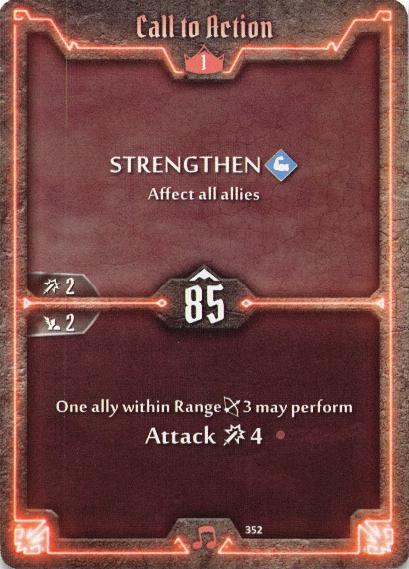 Call to Action
1
STRENGTHEN
Affect all allies
2
85
2
One ally within Range 3 may perform
Attack 4
352